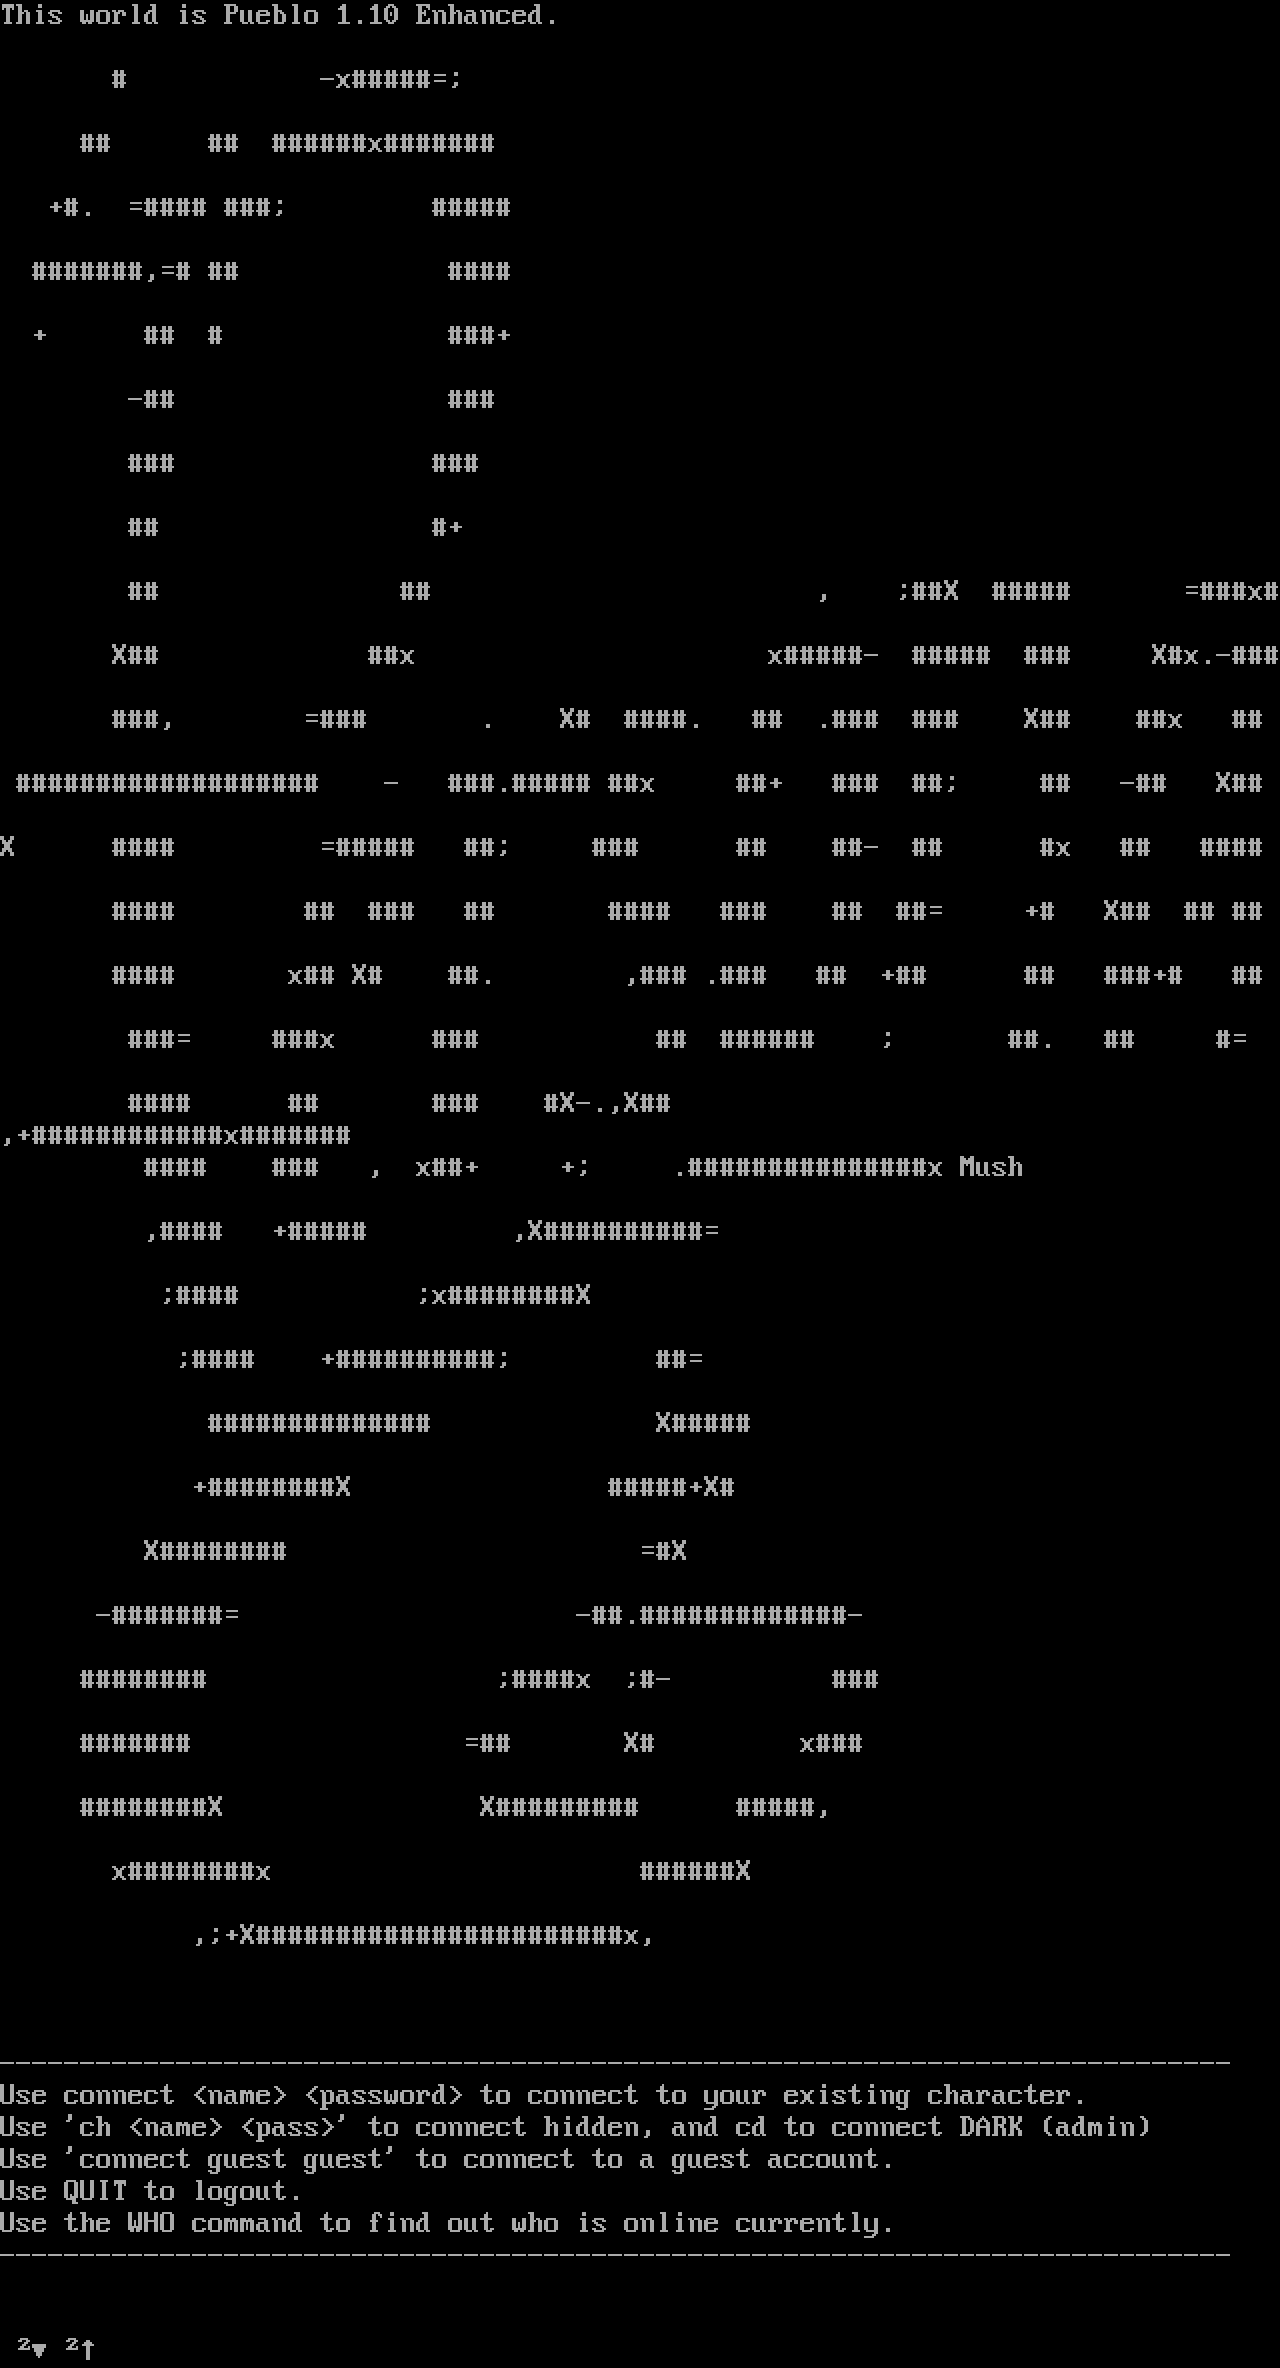 This world is Pueblo 1.10 Enhanced.
Mush
Use connect <name> <password> to connect to your existing character.
Use 'ch <name> <pass>' to connect hidden, and cd to connect DARK (admin)
Use 'connect guest guest' to connect to a guest account.
Use QUIT to logout.
Use the WHO command to find out who is online currently.